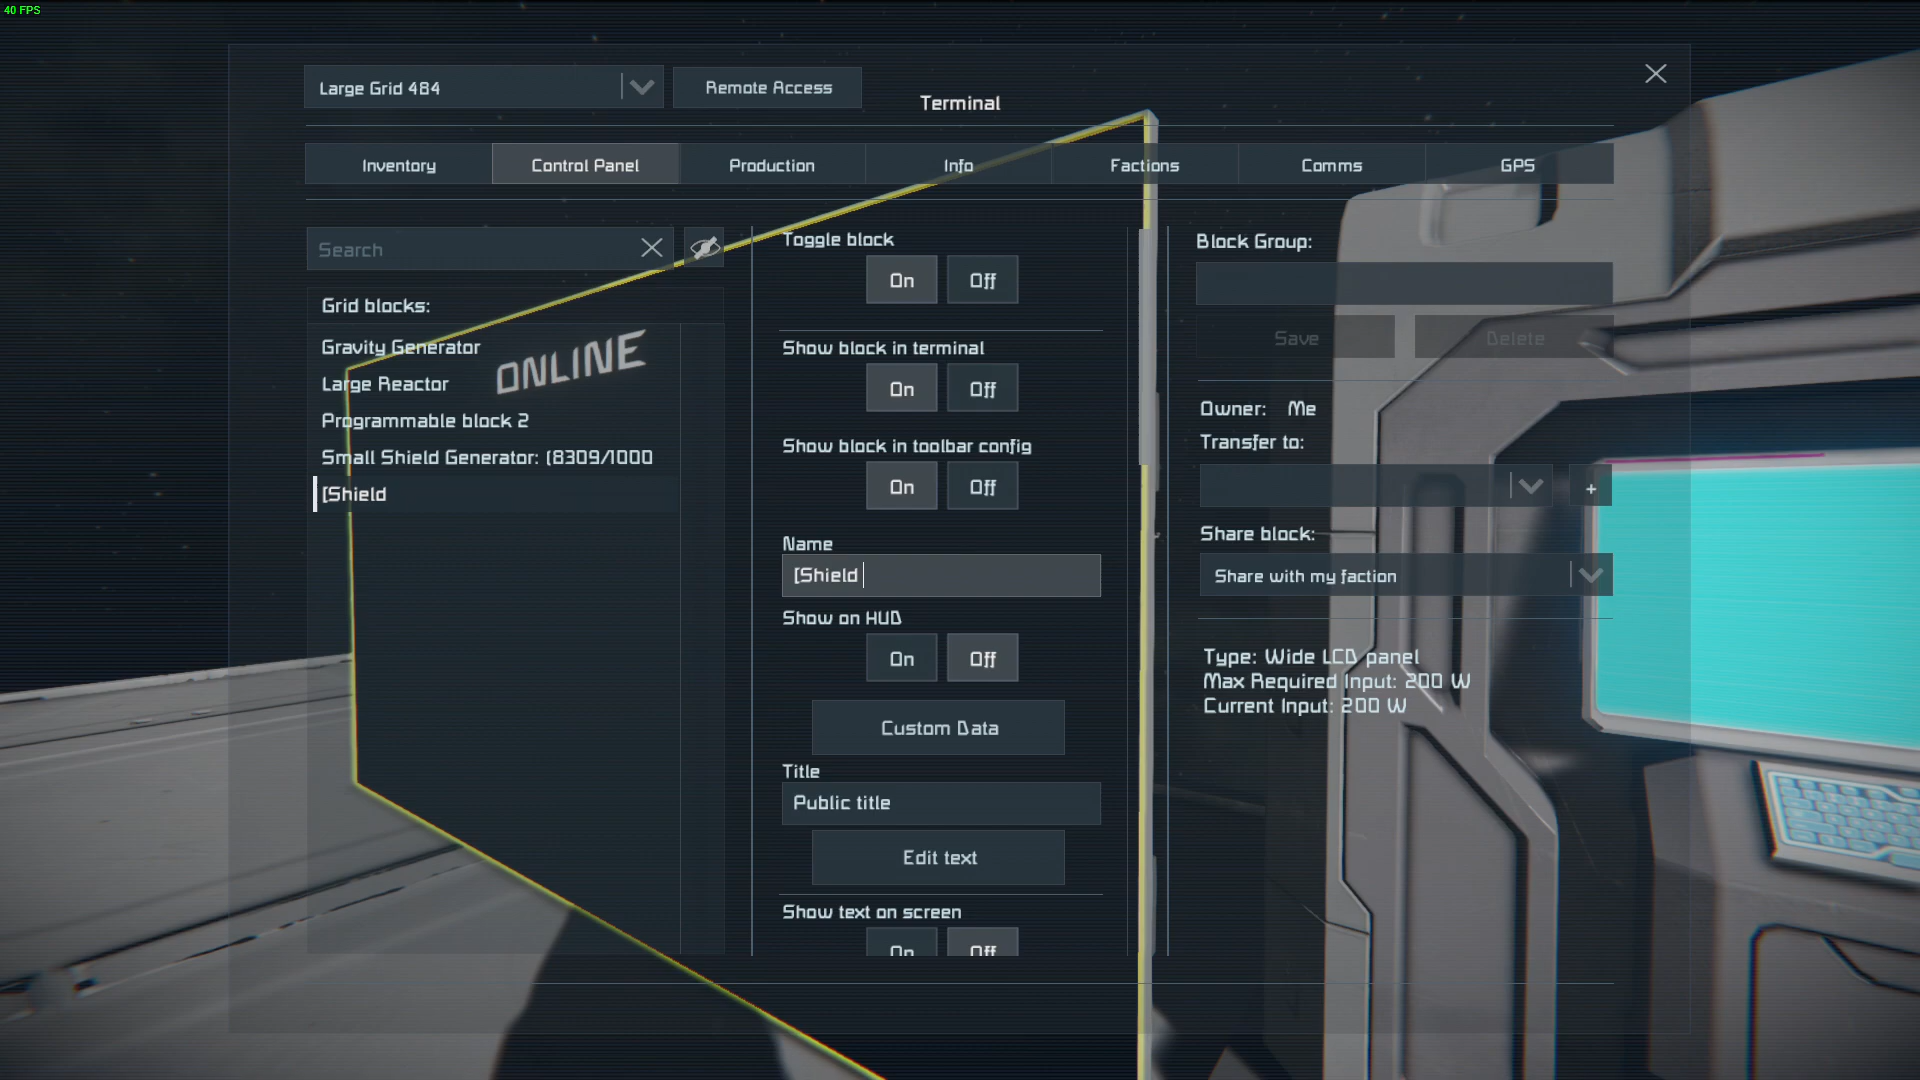 40 FPS
Large Grid 484
Remote Access
Terminal
Inventory
Control Panel
Production
Info
Factions
Comms
GPS
Search
Grid blocks:
Gravity Generator
Large Reactor
Programmable block 2
Small Shield Generator: (8309/1000
[Shield
ONLINE
Toggle block
On
Off
Show block in terminal
On
Off
Show block in toolbar config
On
Off
Name
[Shield
Show on HUD
On
Off
Custom Data
Title
Public title
Edit text
Show text on screen
On
Off
Block Group:
Save
Delete
Owner: Me
Transfer to:
+
Share block:
Share with my faction
Type: Wide LCD panel
Max Required Input: 200 W
Current Input: 200 W